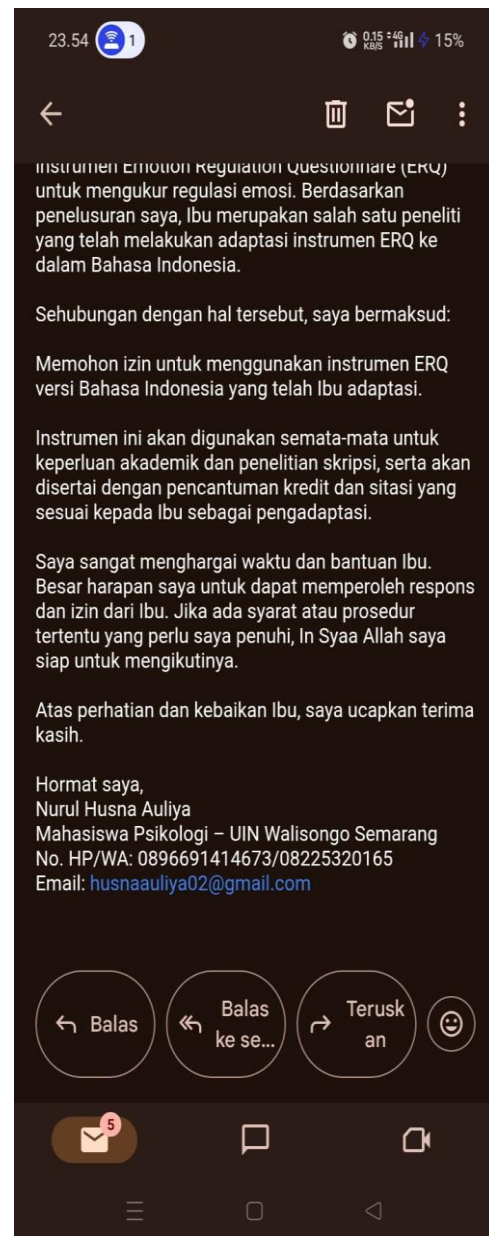 23.54 1 0.15 KB/S 46 15%
Instrumen Emotion Regulation Questionnare (ERQ)
untuk mengukur regulasi emosi. Berdasarkan
penelusuran saya, Ibu merupakan salah satu peneliti
yang telah melakukan adaptasi instrumen ERQ ke
dalam Bahasa Indonesia.
Sehubungan dengan hal tersebut, saya bermaksud:
Memohon izin untuk menggunakan instrumen ERQ
versi Bahasa Indonesia yang telah Ibu adaptasi.
Instrumen ini akan digunakan semata-mata untuk
keperluan akademik dan penelitian skripsi, serta akan
disertai dengan pencantuman kredit dan sitasi yang
sesuai kepada Ibu sebagai pengadaptasi.
Saya sangat menghargai waktu dan bantuan Ibu.
Besar harapan saya untuk dapat memperoleh respons
dan izin dari Ibu. Jika ada syarat atau prosedur
tertentu yang perlu saya penuhi, In Syaa Allah saya
siap untuk mengikutinya.
Atas perhatian dan kebaikan Ibu, saya ucapkan terima
kasih.
Hormat saya,
Nurul Husna Auliya
Mahasiswa Psikologi – UIN Walisongo Semarang
No. HP/WA: 0896691414673/08225320165
Email: husnaauliya02@gmail.com
Balas
Balas
ke se...
Terusk
an
5